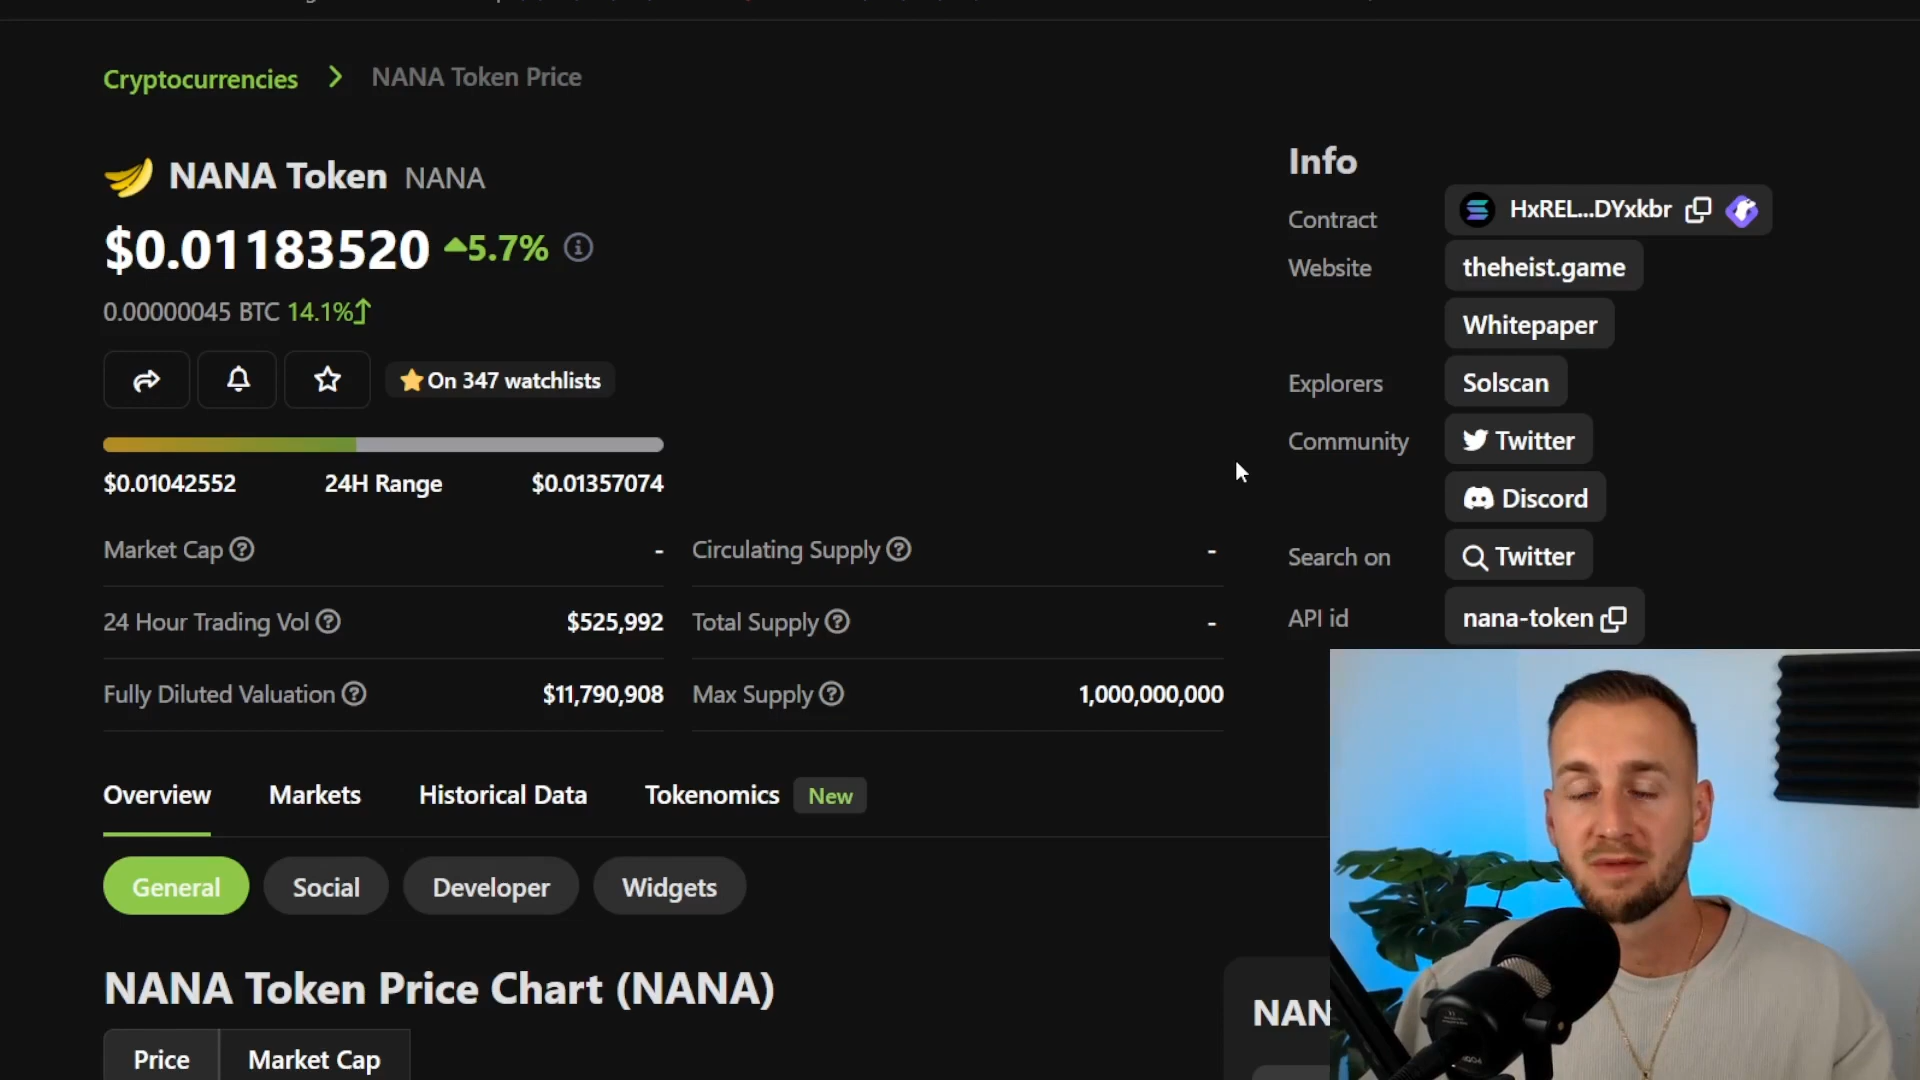 Cryptocurrencies > NANA Token Price
NANA Token NANA
$0.01183520 5.7%
0.00000045 BTC 14.1%
On 347 watchlists
$0.01042552 24H Range $0.01357074
Market Cap -
Circulating Supply -
24 Hour Trading Vol $525,992
Total Supply -
Fully Diluted Valuation $11,790,908
Max Supply 1,000,000,000
Info
Contract HxREL...DYxkbr
Website theheist.game
Whitepaper
Explorers Solscan
Community Twitter
Discord
Search on Twitter
API id nana-token
Overview Markets Historical Data Tokenomics New
General Social Developer Widgets
NANA Token Price Chart (NANA)
Price Market Cap
NAN